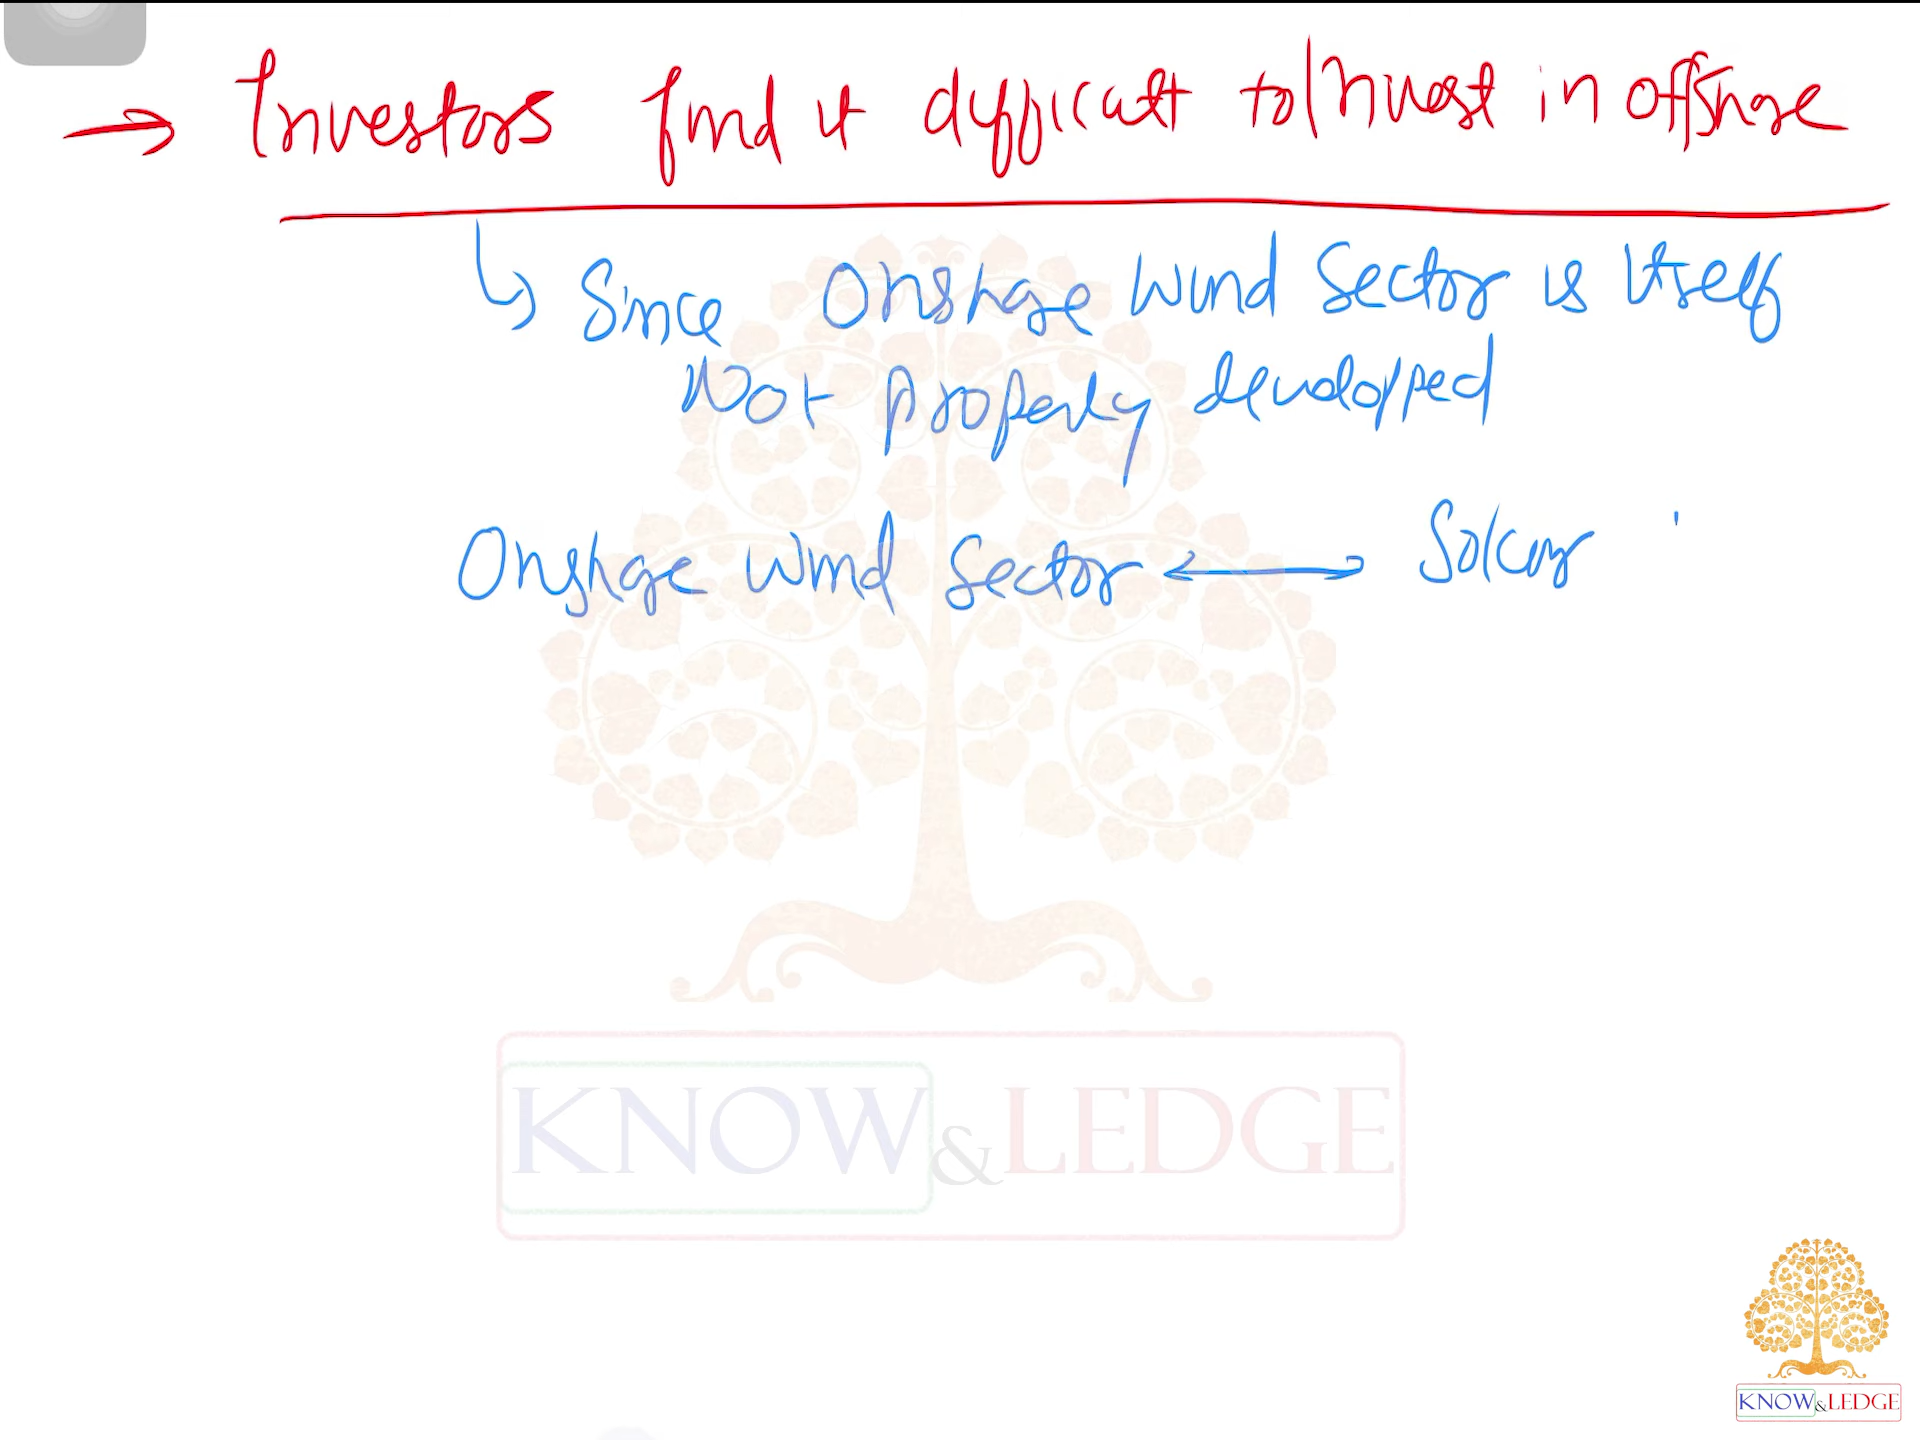 → Investors find it difficult to invest in offshore
↳ Since Onshore Wind Sector is itself
Not properly developed
Onshore Wind Sector ⟷ Solar
KNOW&LEDGE
KNOW&LEDGE